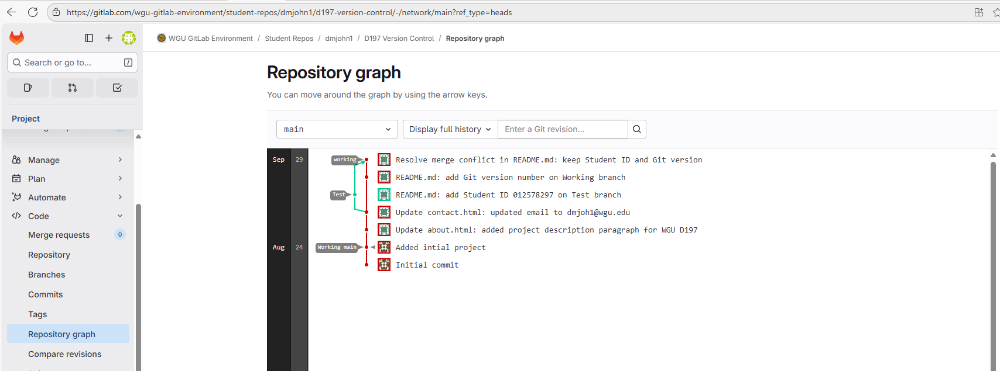 https://gitlab.com/wgu-gitlab-environment/student-repos/dmjohn1/d197-version-control/-/network/main?ref_type=heads
WGU GitLab Environment / Student Repos / dmjohn1 / D197 Version Control / Repository graph
Search or go to... /
Project
Manage
Plan
Automate
Code
Merge requests 0
Repository
Branches
Commits
Tags
Repository graph
Compare revisions
Repository graph
You can move around the graph by using the arrow keys.
main Display full history Enter a Git revision...
Sep 29 working Resolve merge conflict in README.md: keep Student ID and Git version
README.md: add Git version number on Working branch
Test README.md: add Student ID 012578297 on Test branch
Update contact.html: updated email to dmjoh1@wgu.edu
Update about.html: added project description paragraph for WGU D197
Aug 24 Working main Added intial project
Initial commit